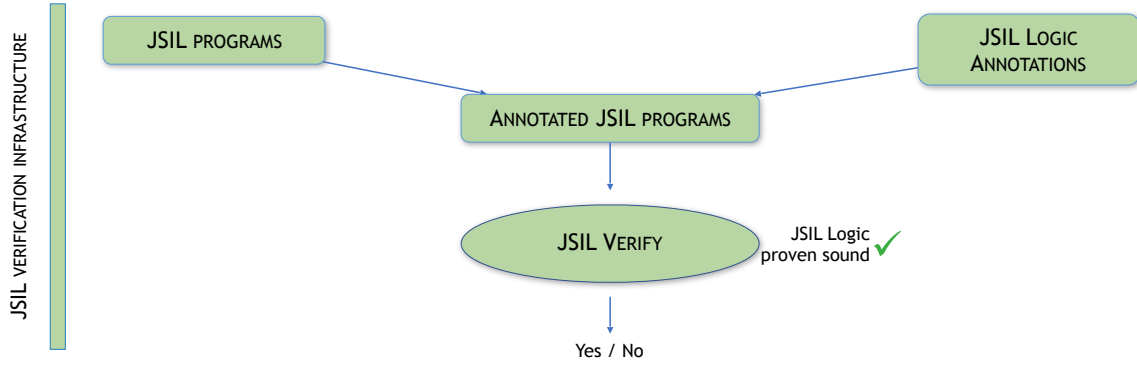 JSIL VERIFICATION INFRASTRUCTURE
JSIL PROGRAMS
JSIL LOGIC
ANNOTATIONS
ANNOTATED JSIL PROGRAMS
JSIL VERIFY
JSIL Logic
proven sound
Yes / No